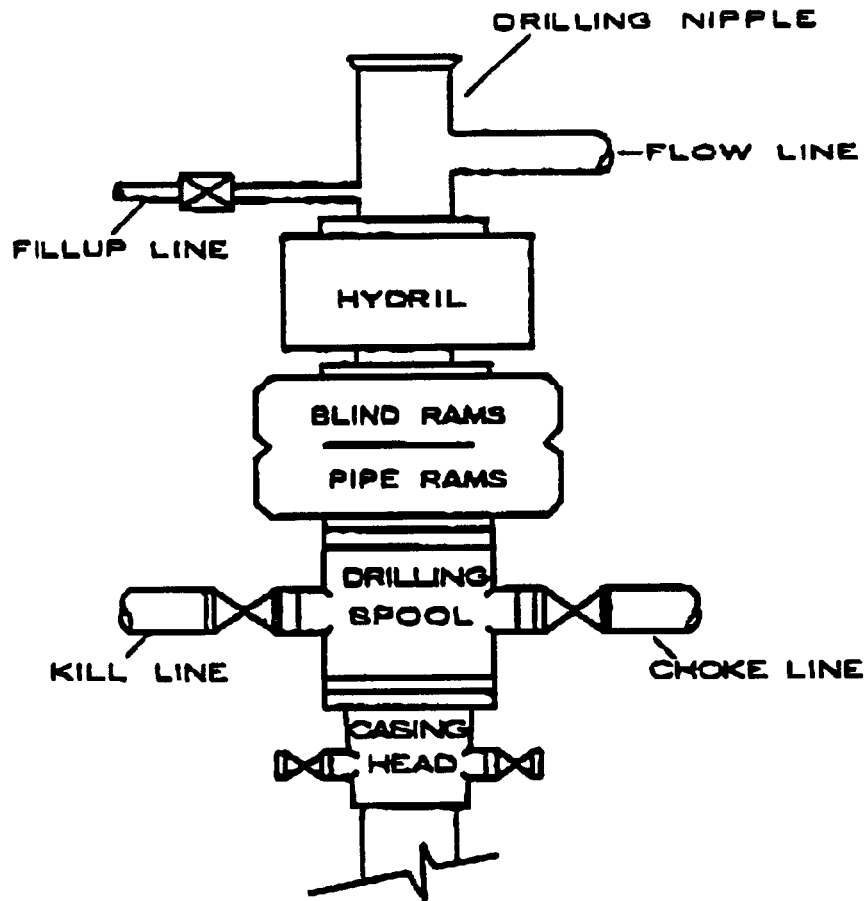 DRILLING NIPPLE
FLOW LINE
FILLUP LINE
HYDRIL
BLIND RAMS
PIPE RAMS
DRILLING
SPOOL
KILL LINE
CHOKE LINE
CASING
HEAD